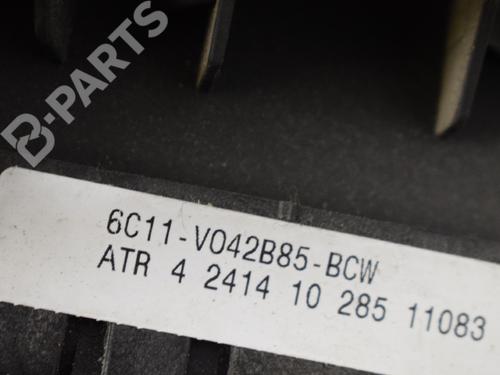 B-PARTS
6C11-V042B85-BCW
ATR 4 2414 10 285 11083